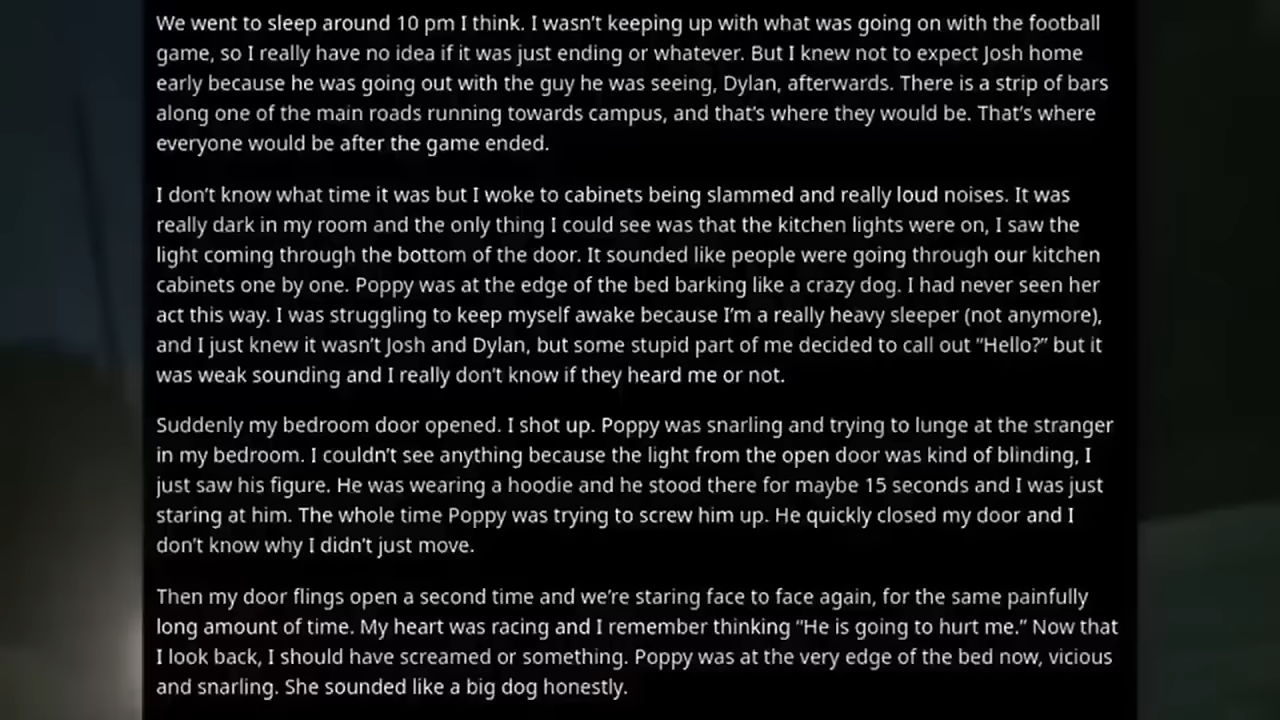 We went to sleep around 10 pm I think. I wasn’t keeping up with what was going on with the football
game, so I really have no idea if it was just ending or whatever. But I knew not to expect Josh home
early because he was going out with the guy he was seeing, Dylan, afterwards. There is a strip of bars
along one of the main roads running towards campus, and that’s where they would be. That’s where
everyone would be after the game ended.
I don’t know what time it was but I woke to cabinets being slammed and really loud noises. It was
really dark in my room and the only thing I could see was that the kitchen lights were on, I saw the
light coming through the bottom of the door. It sounded like people were going through our kitchen
cabinets one by one. Poppy was at the edge of the bed barking like a crazy dog. I had never seen her
act this way. I was struggling to keep myself awake because I’m a really heavy sleeper (not anymore),
and I just knew it wasn’t Josh and Dylan, but some stupid part of me decided to call out “Hello?” but it
was weak sounding and I really don’t know if they heard me or not.
Suddenly my bedroom door opened. I shot up. Poppy was snarling and trying to lunge at the stranger
in my bedroom. I couldn’t see anything because the light from the open door was kind of blinding, I
just saw his figure. He was wearing a hoodie and he stood there for maybe 15 seconds and I was just
staring at him. The whole time Poppy was trying to screw him up. He quickly closed my door and I
don’t know why I didn’t just move.
Then my door flings open a second time and we’re staring face to face again, for the same painfully
long amount of time. My heart was racing and I remember thinking “He is going to hurt me.” Now that
I look back, I should have screamed or something. Poppy was at the very edge of the bed now, vicious
and snarling. She sounded like a big dog honestly.